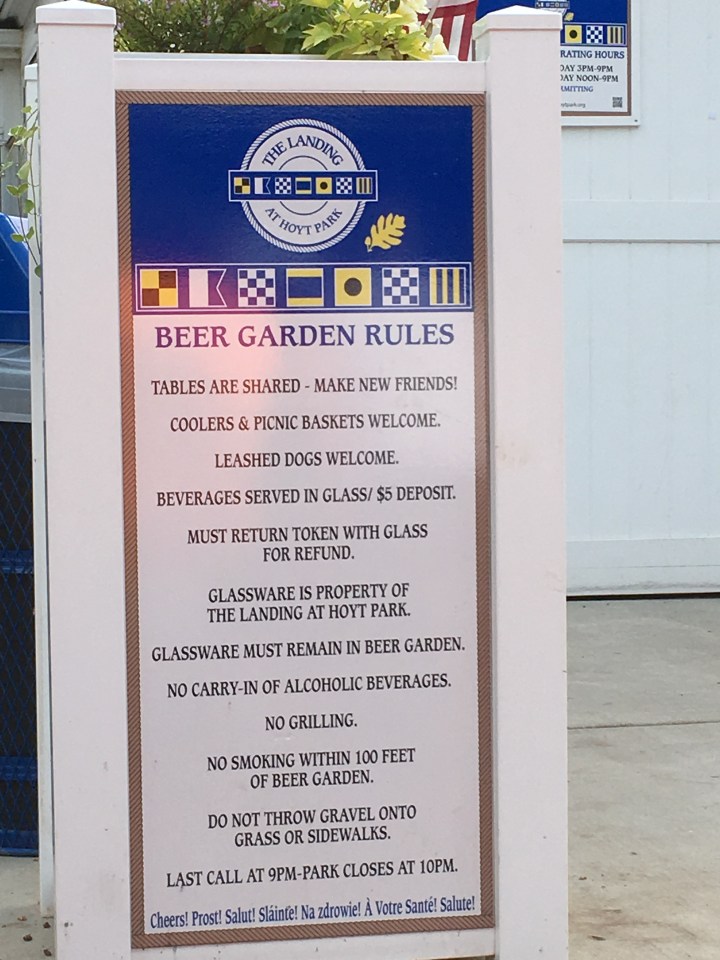 THE LANDING
AT HOYT PARK
BEER GARDEN RULES
TABLES ARE SHARED - MAKE NEW FRIENDS!
COOLERS & PICNIC BASKETS WELCOME.
LEASHED DOGS WELCOME.
BEVERAGES SERVED IN GLASS/ $5 DEPOSIT.
MUST RETURN TOKEN WITH GLASS
FOR REFUND.
GLASSWARE IS PROPERTY OF
THE LANDING AT HOYT PARK.
GLASSWARE MUST REMAIN IN BEER GARDEN.
NO CARRY-IN OF ALCOHOLIC BEVERAGES.
NO GRILLING.
NO SMOKING WITHIN 100 FEET
OF BEER GARDEN.
DO NOT THROW GRAVEL ONTO
GRASS OR SIDEWALKS.
LAST CALL AT 9PM-PARK CLOSES AT 10PM.
Cheers! Prost! Salut! Sláinte! Na zdrowie! À Votre Santé! Salute!
RATING HOURS
DAY 3PM-9PM
DAY NOON-9PM
RMITTING